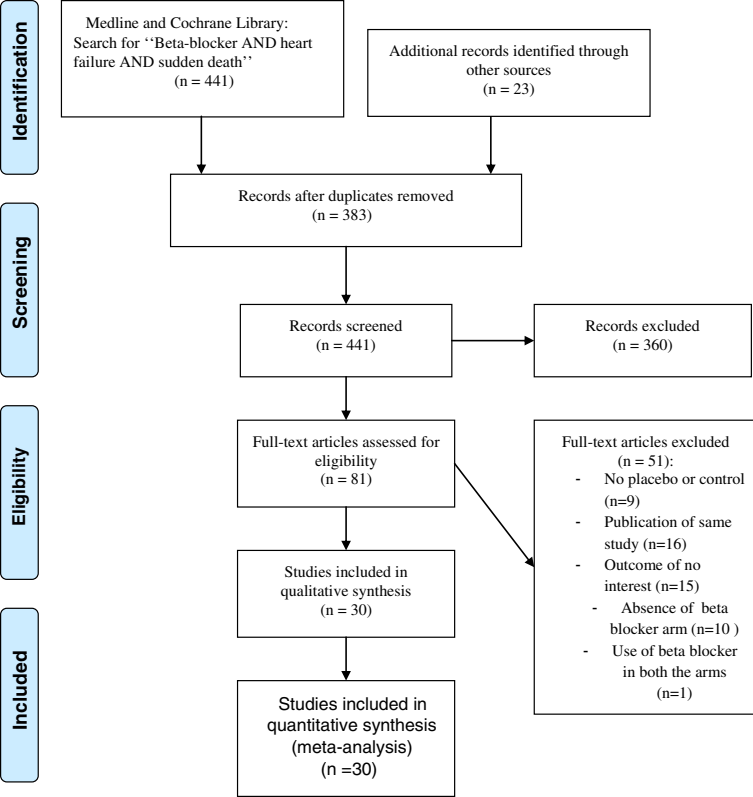 Identification
Medline and Cochrane Library:
Search for ‘‘Beta-blocker AND heart
failure AND sudden death’’
(n = 441)
Additional records identified through
other sources
(n = 23)
Records after duplicates removed
(n = 383)
Screening
Records screened
(n = 441)
Records excluded
(n = 360)
Eligibility
Full-text articles assessed for
eligibility
(n = 81)
Full-text articles excluded
(n = 51):
- No placebo or control
(n=9)
- Publication of same
study (n=16)
- Outcome of no
interest (n=15)
- Absence of beta
blocker arm (n=10 )
- Use of beta blocker
in both the arms
(n=1)
Studies included in
qualitative synthesis
(n = 30)
Included
Studies included in
quantitative synthesis
(meta-analysis)
(n =30)